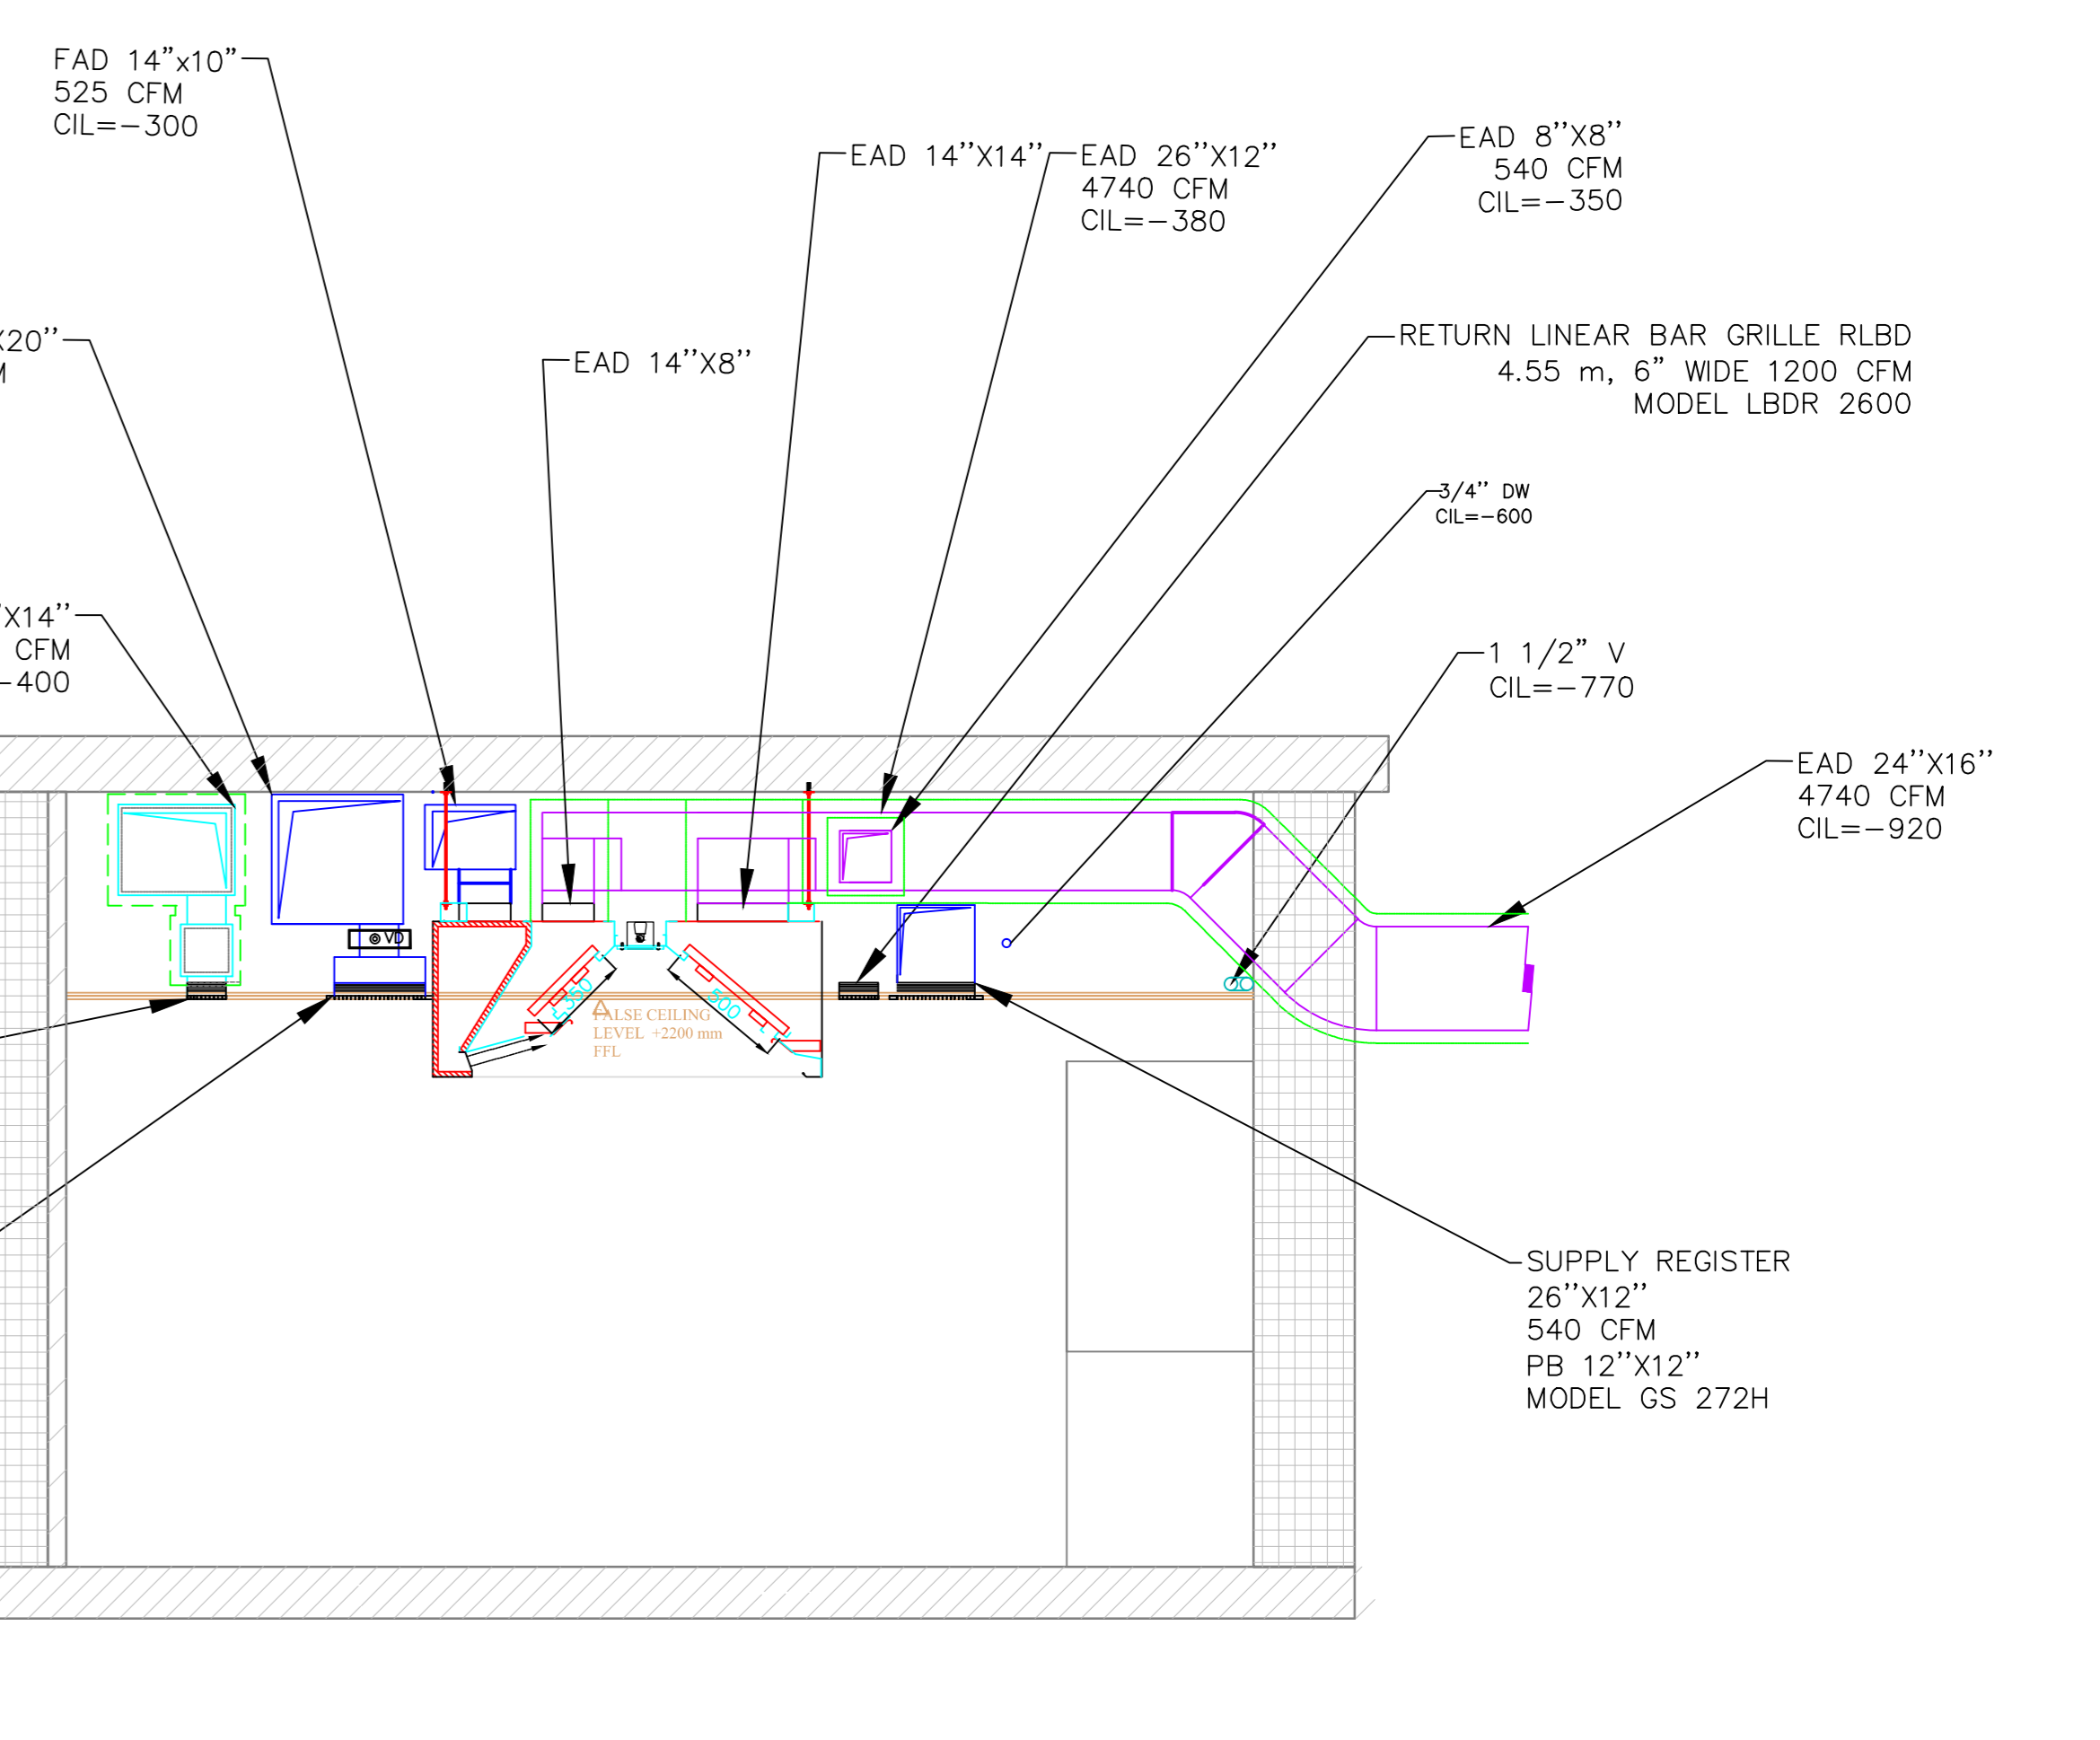 FAD 14"x10"
525 CFM
CIL=-300
EAD 14''X14''
EAD 26''X12''
4740 CFM
CIL=-380
EAD 8''X8''
540 CFM
CIL=-350
X20''
EAD 14''X8''
RETURN LINEAR BAR GRILLE RLBD
4.55 m, 6" WIDE 1200 CFM
MODEL LBDR 2600
3/4'' DW
CIL=-600
X14''
CFM
-400
1 1/2" V
CIL=-770
EAD 24''X16''
4740 CFM
CIL=-920
VD
350
500
FALSE CEILING
LEVEL +2200 mm
FFL
SUPPLY REGISTER
26''X12''
540 CFM
PB 12''X12''
MODEL GS 272H